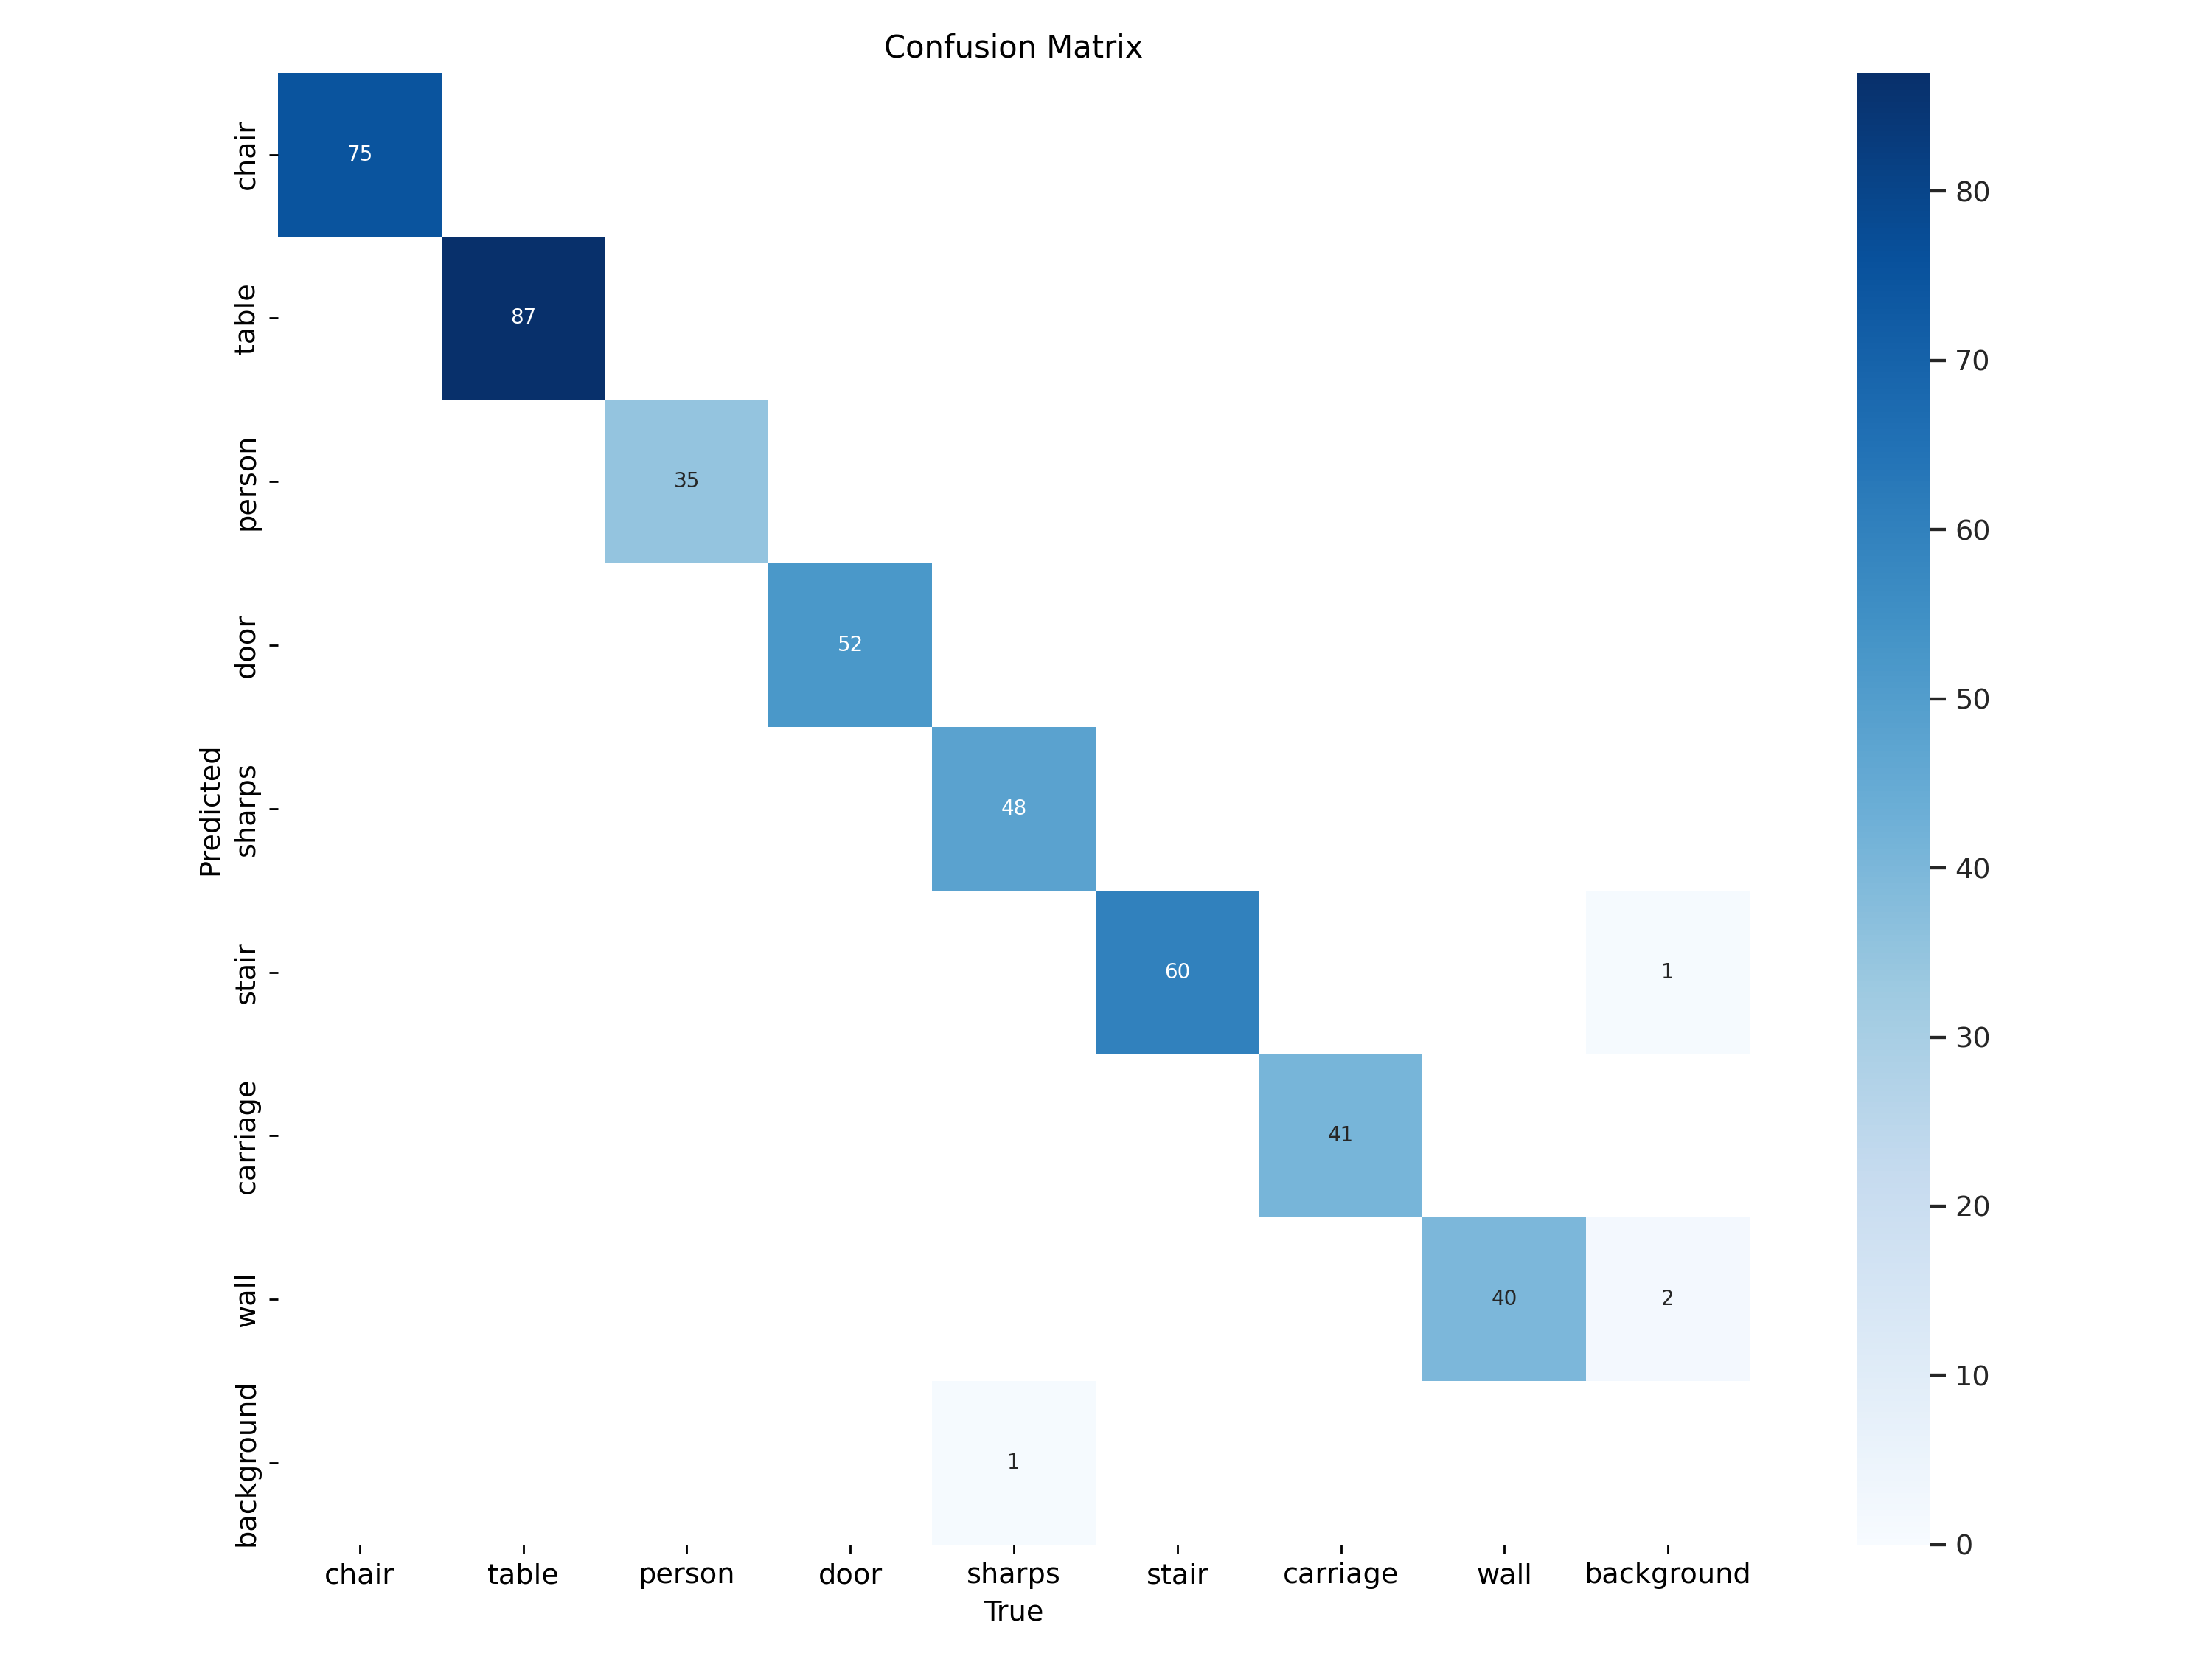 Confusion Matrix
Predicted
chair
75
table
87
person
35
door
52
sharps
48
stair
60 1
carriage
41
wall
40 2
background
1
chair table person door sharps stair carriage wall background
True
80
70
60
50
40
30
20
10
0